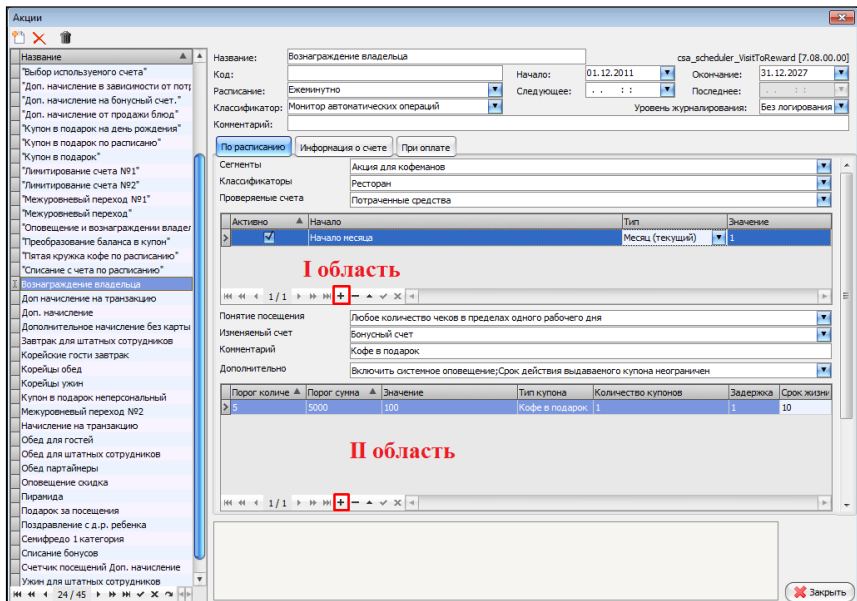 Акции
Название
"Выбор используемого счета"
"Доп. начисление в зависимости от потр
"Доп. начисление на бонусный счет."
"Доп. начисление от продажи блюд"
"Купон в подарок на день рождения"
"Купон в подарок по расписаню"
"Купон в подарок"
"Лимитирование счета №1"
"Лимитирование счета №2"
"Межуровневый переход №1"
"Межуровневый переход"
"Оповещение и вознаграждении владел
"Преобразование баланса в купон"
"Пятая кружка кофе по расписанию"
"Списание с чета по расписанию"
Вознаграждение владельца
Доп начисление на транзакцию
Доп. начисление
Дополнительное начисление без карты
Завтрак для штатных сотрудников
Корейские гости завтрак
Корейцы обед
Корейцы ужин
Купон в подарок неперсональный
Межуровневый переход №2
Начисление на транзакцию
Обед для гостей
Обед для штатных сотрудников
Обед партайнеры
Оповещение скидка
Пирамида
Подарок за посещения
Поздравление с д.р. ребенка
Семифредо 1 категория
Списание бонусов
Счетчик посещений Доп. начисление
Ужин для штатных сотрудников
24 / 45
Название: Вознаграждение владельца csa_scheduler_VisitToReward [7.08.00.00]
Код: Начало: 01.12.2011 Окончание: 31.12.2027
Расписание: Ежеминутно Следующее: . . : : Последнее: . . : :
Классификатор: Монитор автоматических операций Уровень журналирования: Без логирования
Комментарий:
По расписанию Информация о счете При оплате
Сегменты Акция для кофеманов
Классификаторы Ресторан
Проверяемые счета Потраченные средства
Активно Начало Тип Значение
Начало месяца Месяц (текущий) 1
I область
1 / 1
Понятие посещения Любое количество чеков в пределах одного рабочего дня
Изменяемый счет Бонусный счет
Комментарий Кофе в подарок
Дополнительно Включить системное оповещение;Срок действия выдаваемого купона неограничен
Порог количе Порог сумма Значение Тип купона Количество купонов Задержка Срок жизни
5 5000 100 Кофе в подарок 1 1 10
II область
1 / 1
Закрыть